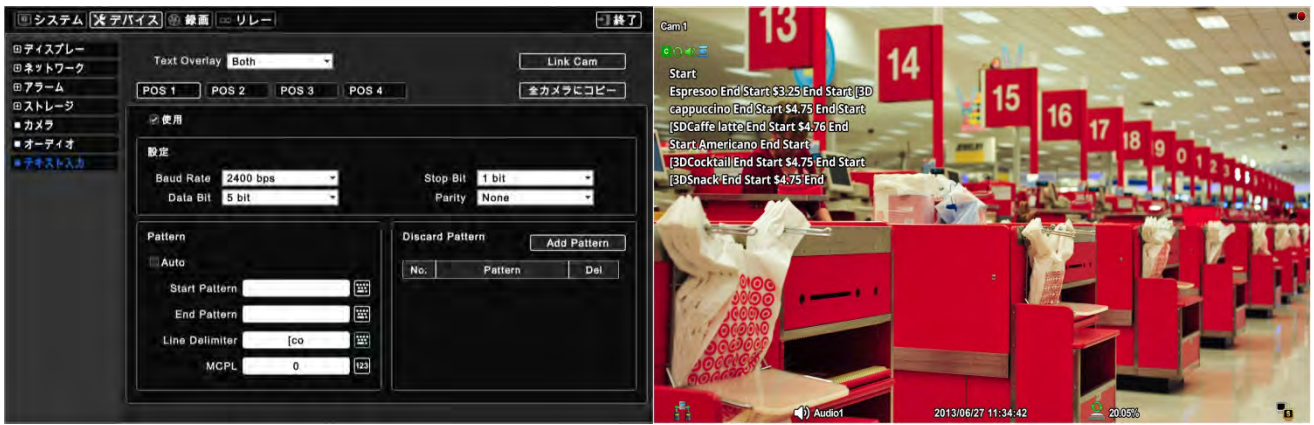 システム デバイス 録画 リレー 終了
ディスプレー
ネットワーク
アラーム
ストレージ
カメラ
オーディオ
テキスト入力
Text Overlay Both Link Cam
POS 1 POS 2 POS 3 POS 4 全カメラにコピー
使用
設定
Baud Rate 2400 bps Stop Bit 1 bit
Data Bit 5 bit Parity None
Pattern
Auto
Start Pattern
End Pattern
Line Delimiter [co
MCPL 0 123
Discard Pattern Add Pattern
No. Pattern Del
Cam 1
Start
Espresoo End Start $3.25 End Start [3D
cappuccino End Start $4.75 End Start
[SDCaffe latte End Start $4.76 End
Start Americano End Start
[3DCocktail End Start $4.75 End Start
[3DSnack End Start $4.75 End
13
14
15
16
17
18
9
0
1
2
3
JEWELRY
Audio1 2013/06/27 11:34:42 20.05%